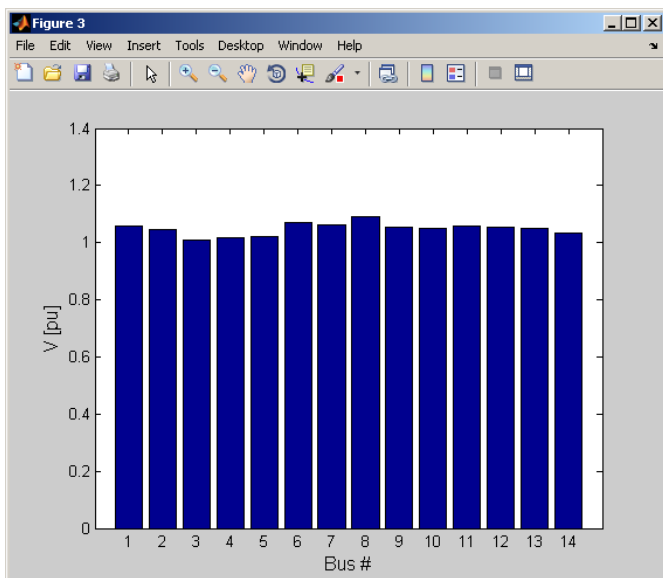 Figure 3
File Edit View Insert Tools Desktop Window Help
1.4
1.2
1
0.8
0.6
0.4
0.2
0
V [pu]
1 2 3 4 5 6 7 8 9 10 11 12 13 14
Bus #